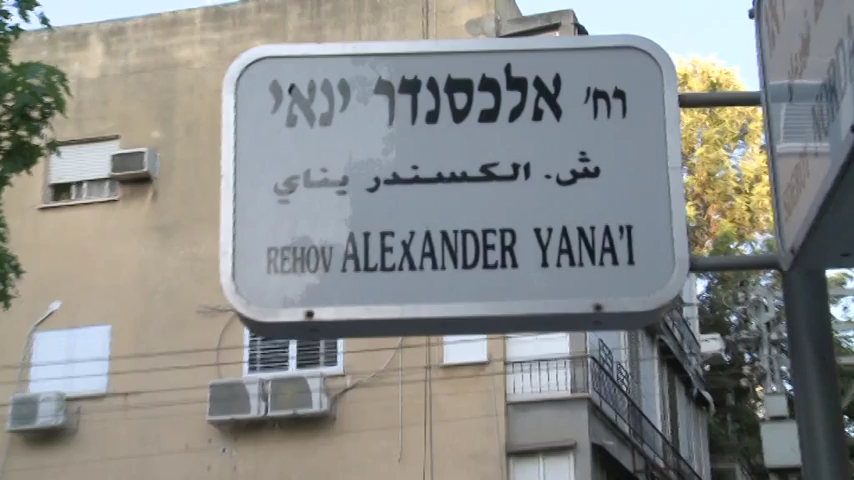 רח' אלכסנדר ינאי
ش. الكسندر يناي
REHOV ALEXANDER YANA'I